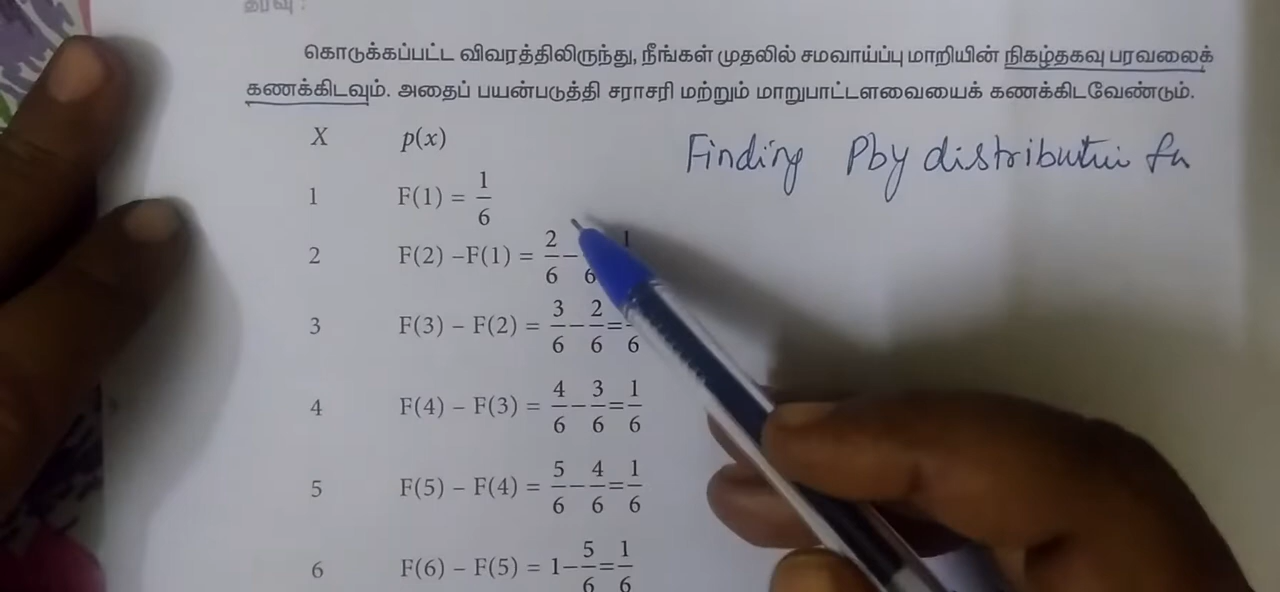 தரவு :
கொடுக்கப்பட்ட விவரத்திலிருந்து, நீங்கள் முதலில் சமவாய்ப்பு மாறியின் நிகழ்தகவு பரவலைக்
கணக்கிடவும். அதைப் பயன்படுத்தி சராசரி மற்றும் மாறுபாட்டளவையைக் கணக்கிடவேண்டும்.
X p(x) Finding Pby distributi fn
1 F(1) = 1/6
2 F(2) –F(1) = 2/6 – /6 1
3 F(3) – F(2) = 3/6 – 2/6 = /6
4 F(4) – F(3) = 4/6 – 3/6 = 1/6
5 F(5) – F(4) = 5/6 – 4/6 = 1/6
6 F(6) – F(5) = 1 – 5/6 = 1/6